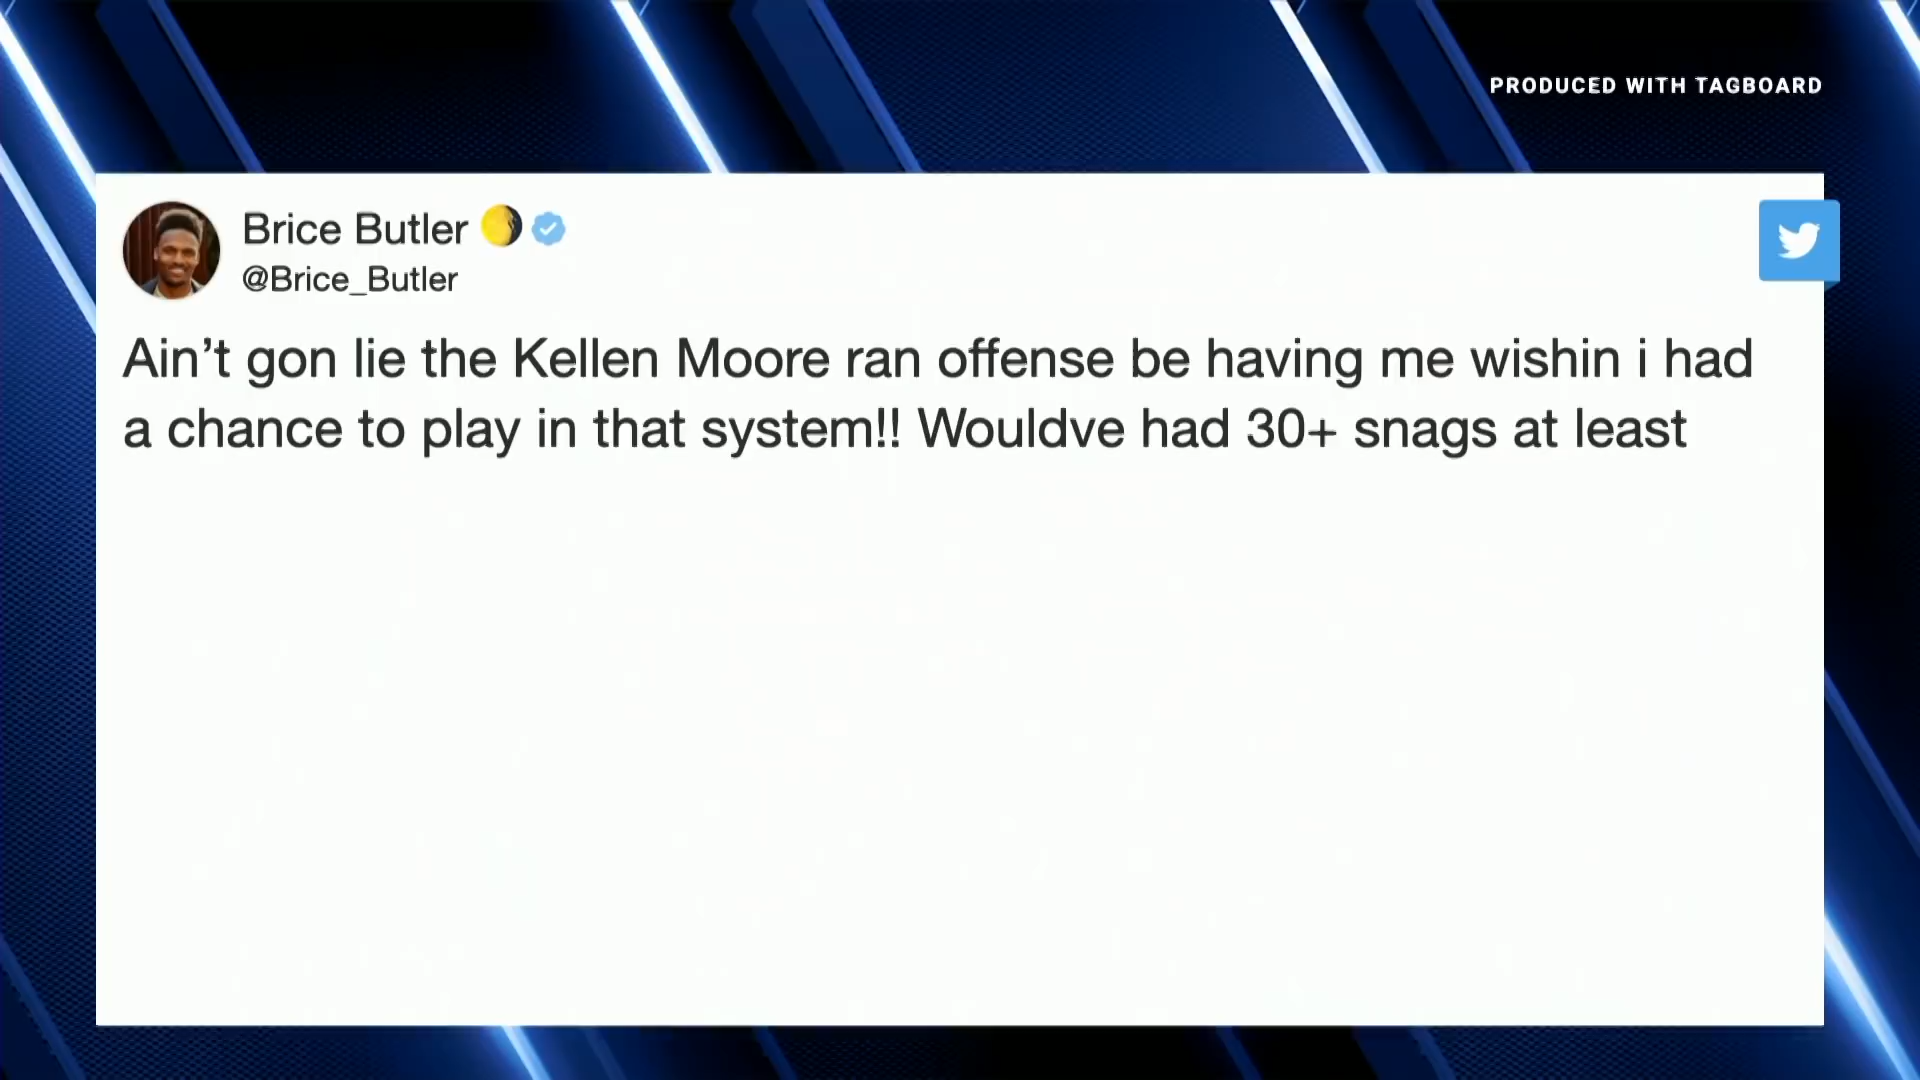 PRODUCED WITH TAGBOARD
Brice Butler
@Brice_Butler
Ain’t gon lie the Kellen Moore ran offense be having me wishin i had
a chance to play in that system!! Wouldve had 30+ snags at least